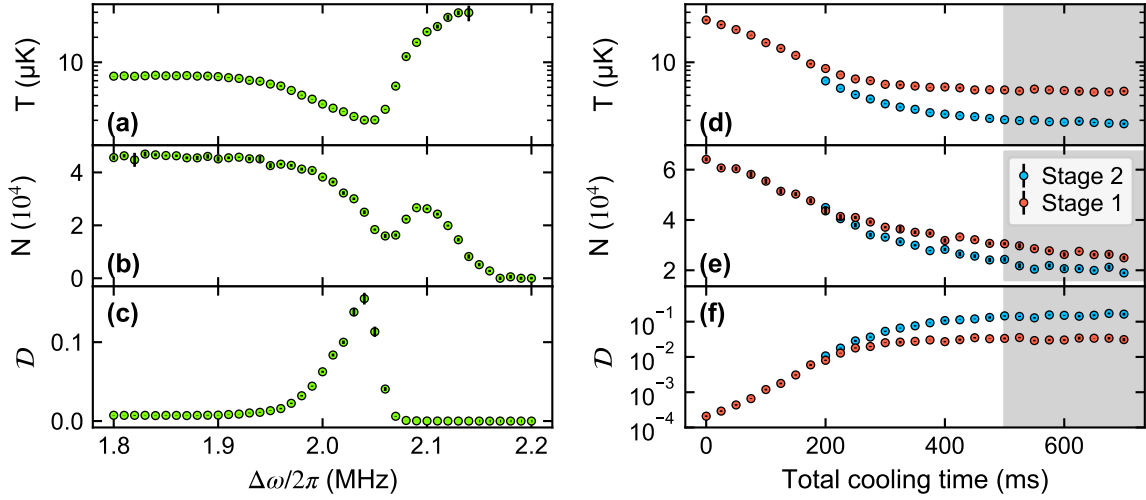 T (µK)
10
(a)
N (10⁴)
4
2
0
(b)
𝒟
0.1
0.0
(c)
1.8 1.9 2.0 2.1 2.2
Δω/2π (MHz)
T (µK)
10
(d)
N (10⁴)
6
4
2
Stage 2
Stage 1
(e)
𝒟
10⁻¹
10⁻²
10⁻³
10⁻⁴
(f)
0 200 400 600
Total cooling time (ms)